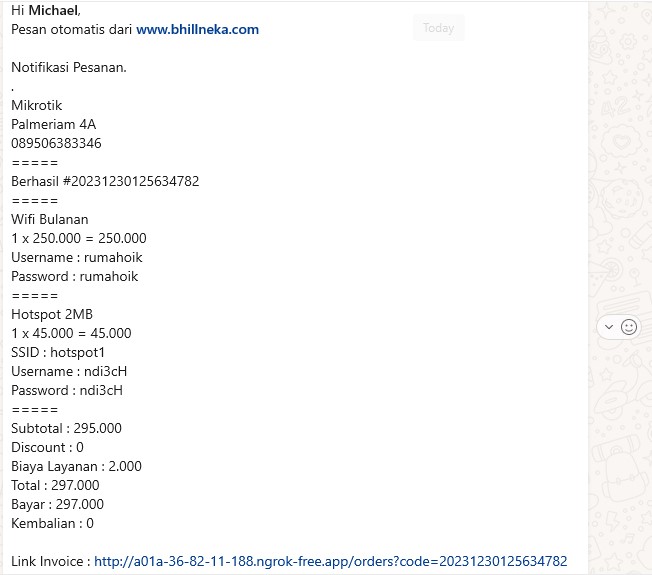 Hi Michael,
Pesan otomatis dari www.bhillneka.com
Today
Notifikasi Pesanan.
.
Mikrotik
Palmeriam 4A
089506383346
=====
Berhasil #20231230125634782
=====
Wifi Bulanan
1 x 250.000 = 250.000
Username : rumahoik
Password : rumahoik
=====
Hotspot 2MB
1 x 45.000 = 45.000
SSID : hotspot1
Username : ndi3cH
Password : ndi3cH
=====
Subtotal : 295.000
Discount : 0
Biaya Layanan : 2.000
Total : 297.000
Bayar : 297.000
Kembalian : 0
Link Invoice : http://a01a-36-82-11-188.ngrok-free.app/orders?code=20231230125634782